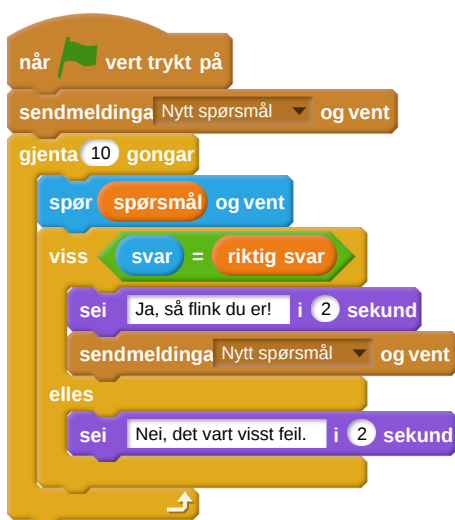 når vert trykt på
sendmeldinga Nytt spørsmål og vent
gjenta 10 gongar
spør spørsmål og vent
viss svar = riktig svar
sei Ja, så flink du er! i 2 sekund
sendmeldinga Nytt spørsmål og vent
elles
sei Nei, det vart visst feil. i 2 sekund